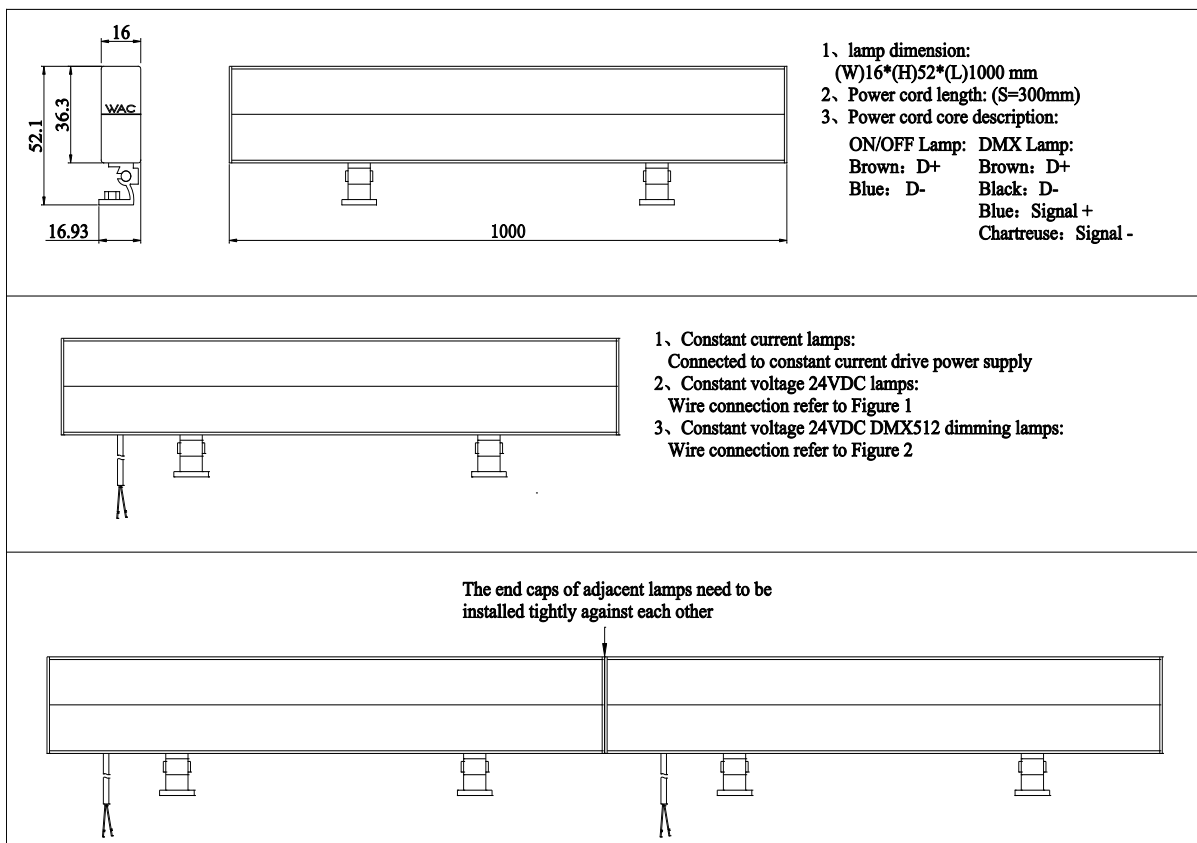 16
52.1
36.3
WAC
16.93
1000
1、lamp dimension:
(W)16*(H)52*(L)1000 mm
2、Power cord length: (S=300mm)
3、Power cord core description:
ON/OFF Lamp: DMX Lamp:
Brown：D+ Brown：D+
Blue：D- Black：D-
Blue：Signal +
Chartreuse：Signal -
1、Constant current lamps:
Connected to constant current drive power supply
2、Constant voltage 24VDC lamps:
Wire connection refer to Figure 1
3、Constant voltage 24VDC DMX512 dimming lamps:
Wire connection refer to Figure 2
The end caps of adjacent lamps need to be
installed tightly against each other